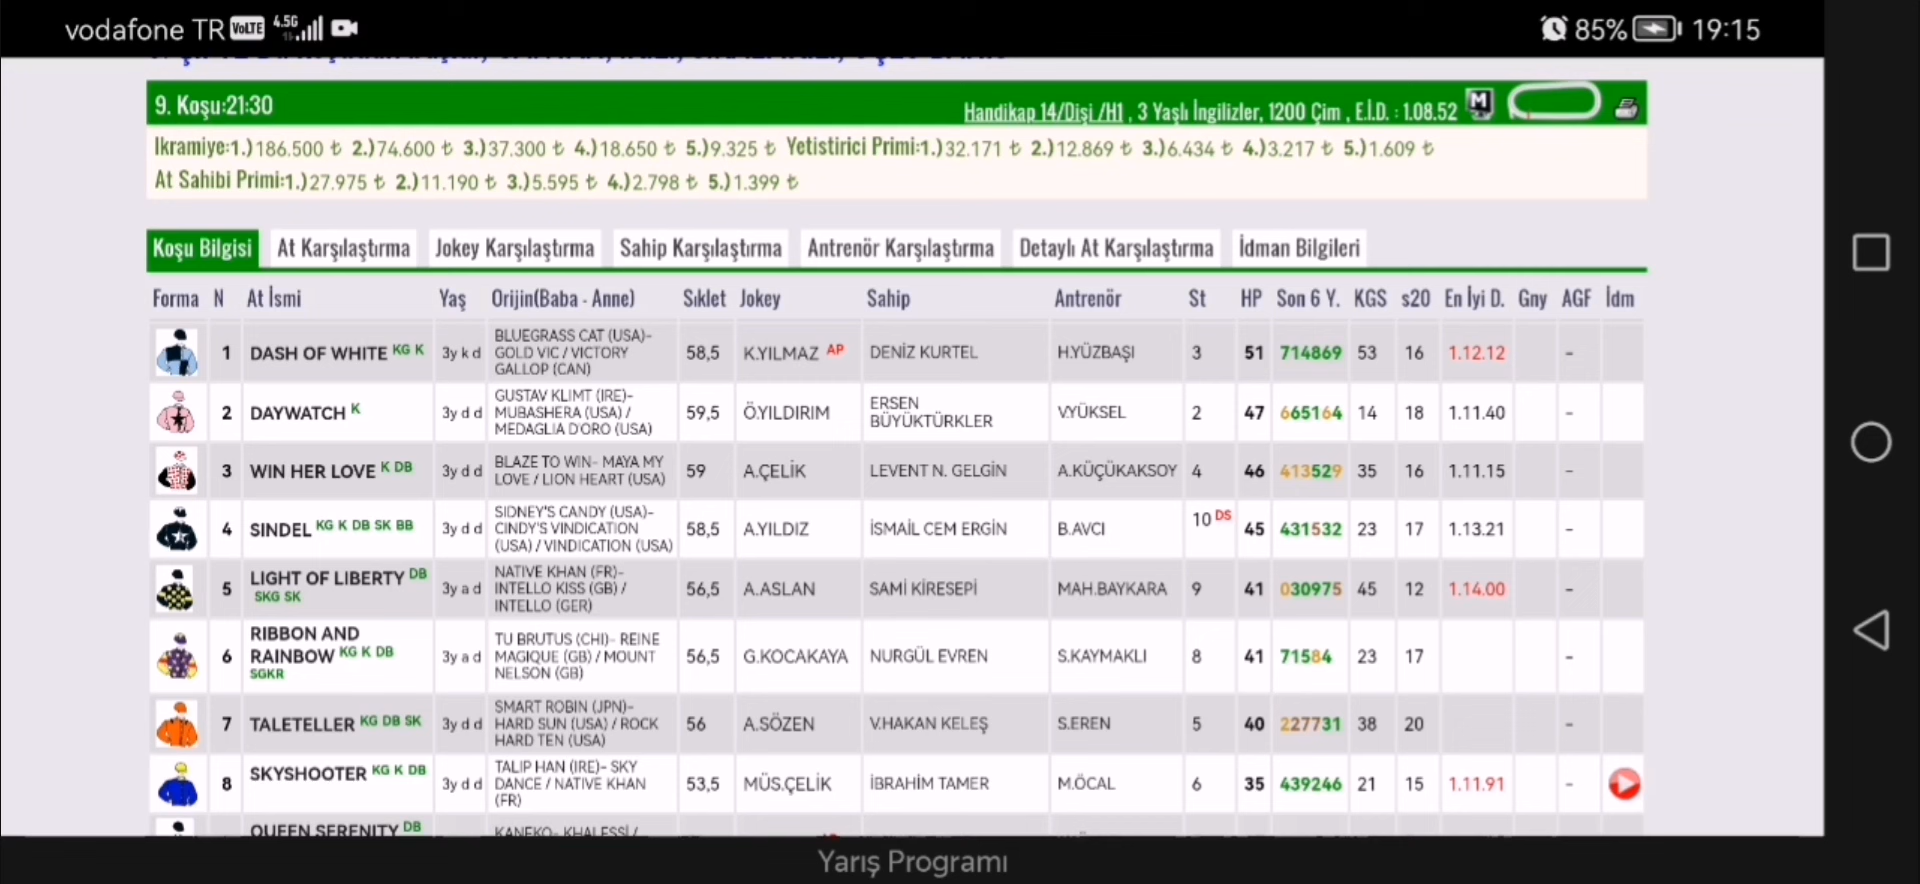 vodafone TR VoLTE 4.5G 85% 19:15
9. Koşu:21:30
Handikap 14/Dişi /H1 , 3 Yaşlı İngilizler, 1200 Çim , E.İ.D. : 1.08.52 M
Ikramiye:1.)186.500 ₺ 2.)74.600 ₺ 3.)37.300 ₺ 4.)18.650 ₺ 5.)9.325 ₺ Yetistirici Primi:1.)32.171 ₺ 2.)12.869 ₺ 3.)6.434 ₺ 4.)3.217 ₺ 5.)1.609 ₺
At Sahibi Primi:1.)27.975 ₺ 2.)11.190 ₺ 3.)5.595 ₺ 4.)2.798 ₺ 5.)1.399 ₺
Koşu Bilgisi At Karşılaştırma Jokey Karşılaştırma Sahip Karşılaştırma Antrenör Karşılaştırma Detaylı At Karşılaştırma İdman Bilgileri
Forma N At İsmi Yaş Orijin(Baba - Anne) Sıklet Jokey Sahip Antrenör St HP Son 6 Y. KGS s20 En İyi D. Gny AGF İdm
1 DASH OF WHITE KG K 3y k d BLUEGRASS CAT (USA)-
GOLD VIC / VICTORY
GALLOP (CAN)
58,5 K.YILMAZ AP DENİZ KURTEL H.YÜZBAŞI 3 51 714869 53 16 1.12.12 -
2 DAYWATCH K 3y d d GUSTAV KLIMT (IRE)-
MUBASHERA (USA) /
MEDAGLIA D'ORO (USA)
59,5 Ö.YILDIRIM ERSEN
BÜYÜKTÜRKLER
V.YÜKSEL 2 47 665164 14 18 1.11.40 -
3 WIN HER LOVE K DB 3y d d BLAZE TO WIN- MAYA MY
LOVE / LION HEART (USA)
59 A.ÇELİK LEVENT N. GELGİN A.KÜÇÜKAKSOY 4 46 413529 35 16 1.11.15 -
4 SINDEL KG K DB SK BB 3y d d SIDNEY'S CANDY (USA)-
CINDY'S VINDICATION
(USA) / VINDICATION (USA)
58,5 A.YILDIZ İSMAİL CEM ERGİN B.AVCI 10 DS 45 431532 23 17 1.13.21 -
5 LIGHT OF LIBERTY DB
SKG SK
3y a d NATIVE KHAN (FR)-
INTELLO KISS (GB) /
INTELLO (GER)
56,5 A.ASLAN SAMİ KİRESEPİ MAH.BAYKARA 9 41 030975 45 12 1.14.00 -
6 RIBBON AND
RAINBOW KG K DB
SGKR
3y a d TU BRUTUS (CHI)- REINE
MAGIQUE (GB) / MOUNT
NELSON (GB)
56,5 G.KOCAKAYA NURGÜL EVREN S.KAYMAKLI 8 41 71584 23 17 -
7 TALETELLER KG DB SK 3y d d SMART ROBIN (JPN)-
HARD SUN (USA) / ROCK
HARD TEN (USA)
56 A.SÖZEN V.HAKAN KELEŞ S.EREN 5 40 227731 38 20 -
8 SKYSHOOTER KG K DB 3y d d TALIP HAN (IRE)- SKY
DANCE / NATIVE KHAN
(FR)
53,5 MÜS.ÇELİK İBRAHİM TAMER M.ÖCAL 6 35 439246 21 15 1.11.91 -
QUEEN SERENITY DB KANEKO- KHALESSİ /
Yarış Programı